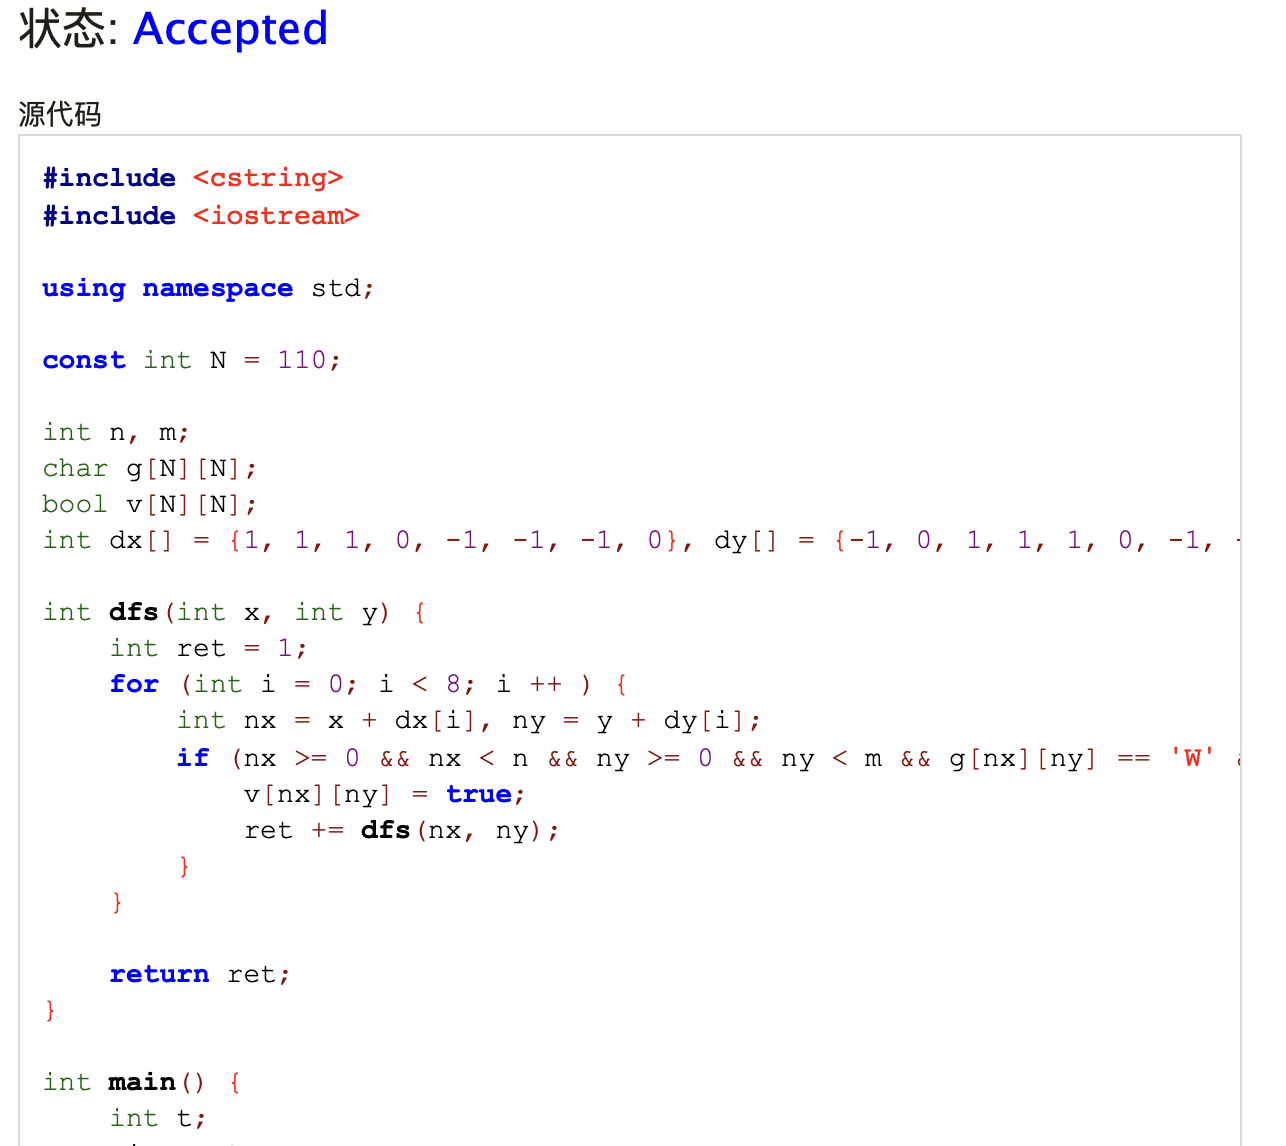 状态: Accepted
源代码
#include <cstring>
#include <iostream>
using namespace std;
const int N = 110;
int n, m;
char g[N][N];
bool v[N][N];
int dx[] = {1, 1, 1, 0, -1, -1, -1, 0}, dy[] = {-1, 0, 1, 1, 1, 0, -1,
int dfs(int x, int y) {
int ret = 1;
for (int i = 0; i < 8; i ++ ) {
int nx = x + dx[i], ny = y + dy[i];
if (nx >= 0 && nx < n && ny >= 0 && ny < m && g[nx][ny] == 'W'
v[nx][ny] = true;
ret += dfs(nx, ny);
}
}
return ret;
}
int main() {
int t;